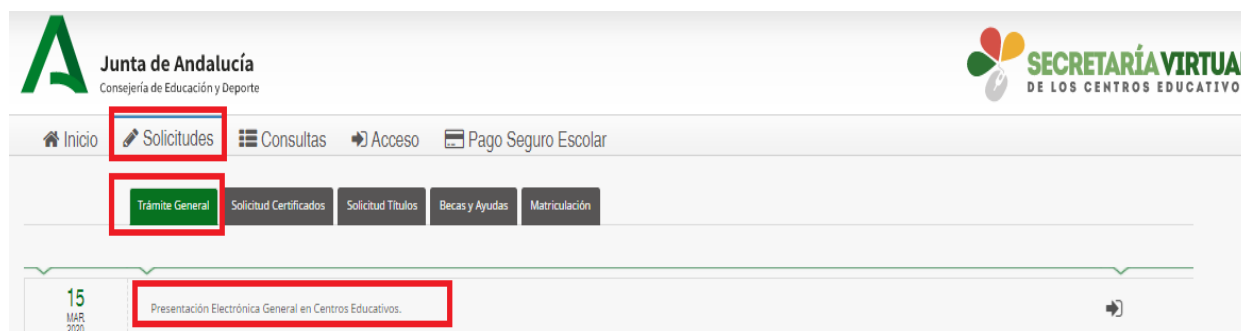 Junta de Andalucía
Consejería de Educación y Deporte
SECRETARÍA VIRTUAL
DE LOS CENTROS EDUCATIVO
Inicio Solicitudes Consultas Acceso Pago Seguro Escolar
Trámite General Solicitud Certificados Solicitud Títulos Becas y Ayudas Matriculación
15
MAR
2020
Presentación Electrónica General en Centros Educativos.